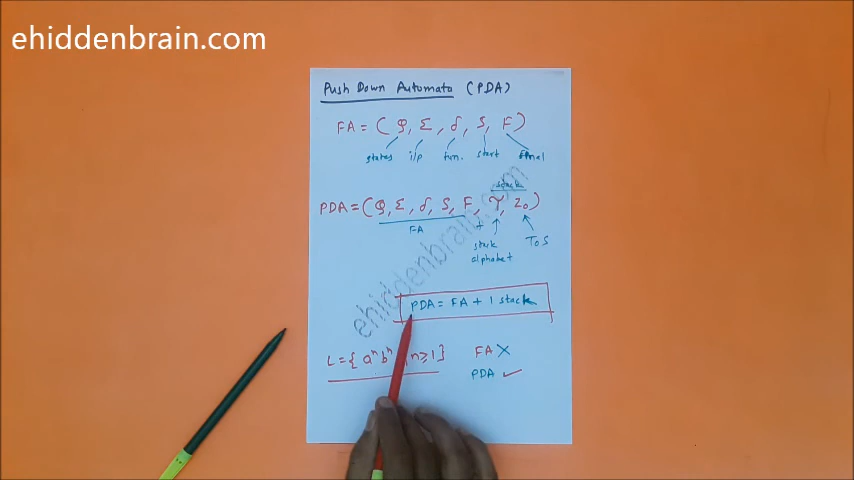 ehiddenbrain.com
Push Down Automata (PDA)
FA = (Q, Σ, δ, S, F)
states i/p fun. start final
stack
PDA = (Q, Σ, δ, S, F, Υ, Z0)
FA + stack alphabet ToS
ehiddenbrain.com
PDA = FA + 1 stack
L = { aⁿbⁿ | n≥1 } FA ✗
PDA ✓